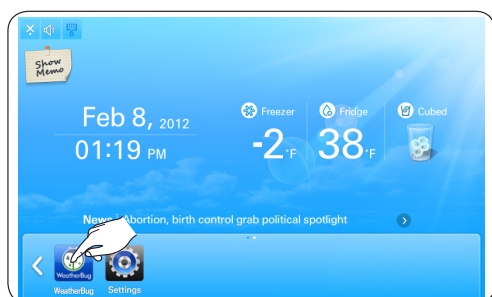 Show
Memo
Feb 8, 2012
01:19 PM
Freezer
-2°F
Fridge
38°F
Cubed
News | Abortion, birth control grab political spotlight
WeatherBug
WeatherBug
Settings